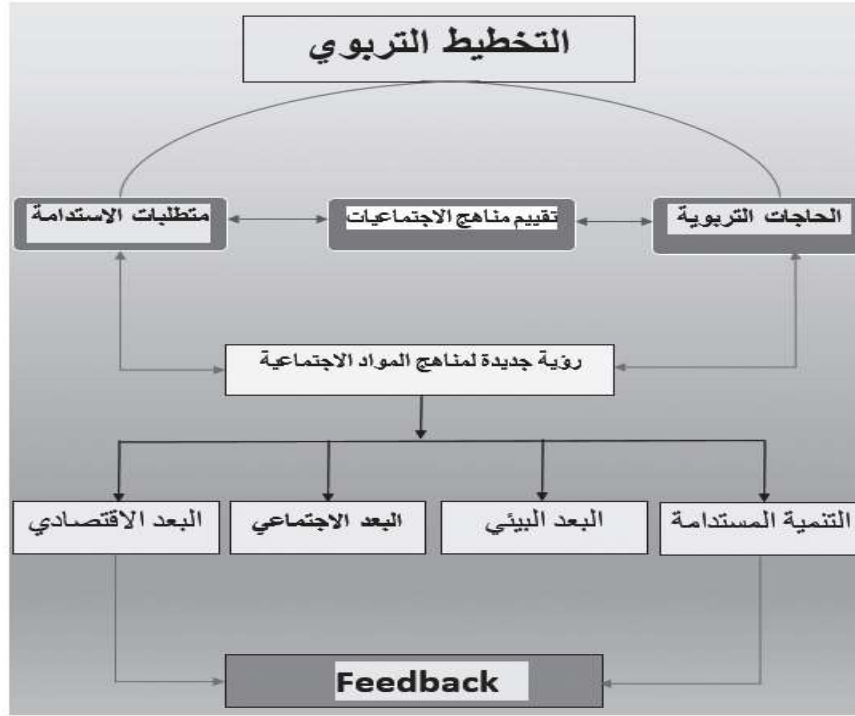 التخطيط التربوي
الحاجات التربوية
تقييم مناهج الاجتماعيات
متطلبات الاستدامة
رؤية جديدة لمناهج المواد الاجتماعية
التنمية المستدامة
البعد البيئي
البعد الاجتماعي
البعد الاقتصادي
Feedback